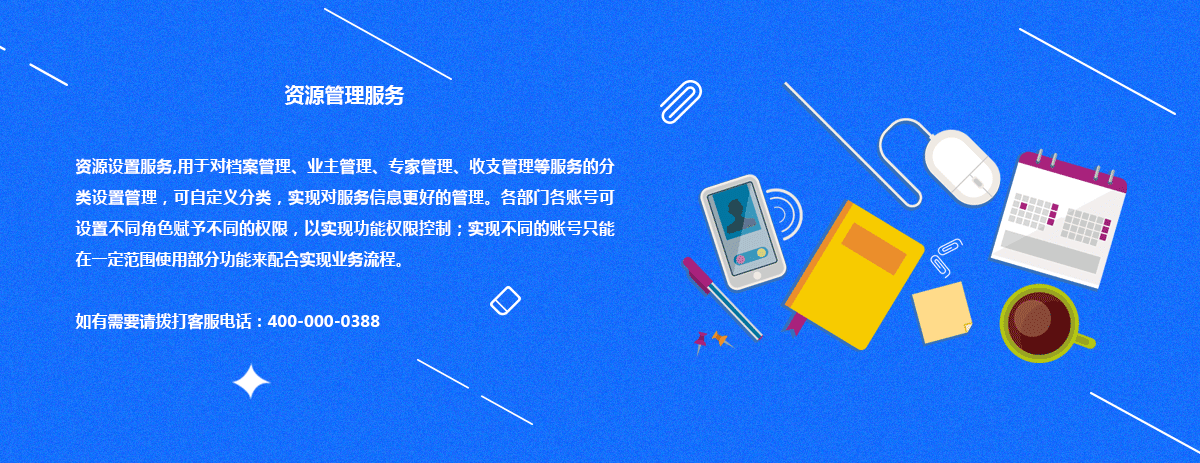 资源管理服务
资源设置服务,用于对档案管理、业主管理、专家管理、收支管理等服务的分
类设置管理，可自定义分类，实现对服务信息更好的管理。各部门各账号可
设置不同角色赋予不同的权限，以实现功能权限控制；实现不同的账号只能
在一定范围使用部分功能来配合实现业务流程。
如有需要请拨打客服电话：400-000-0388